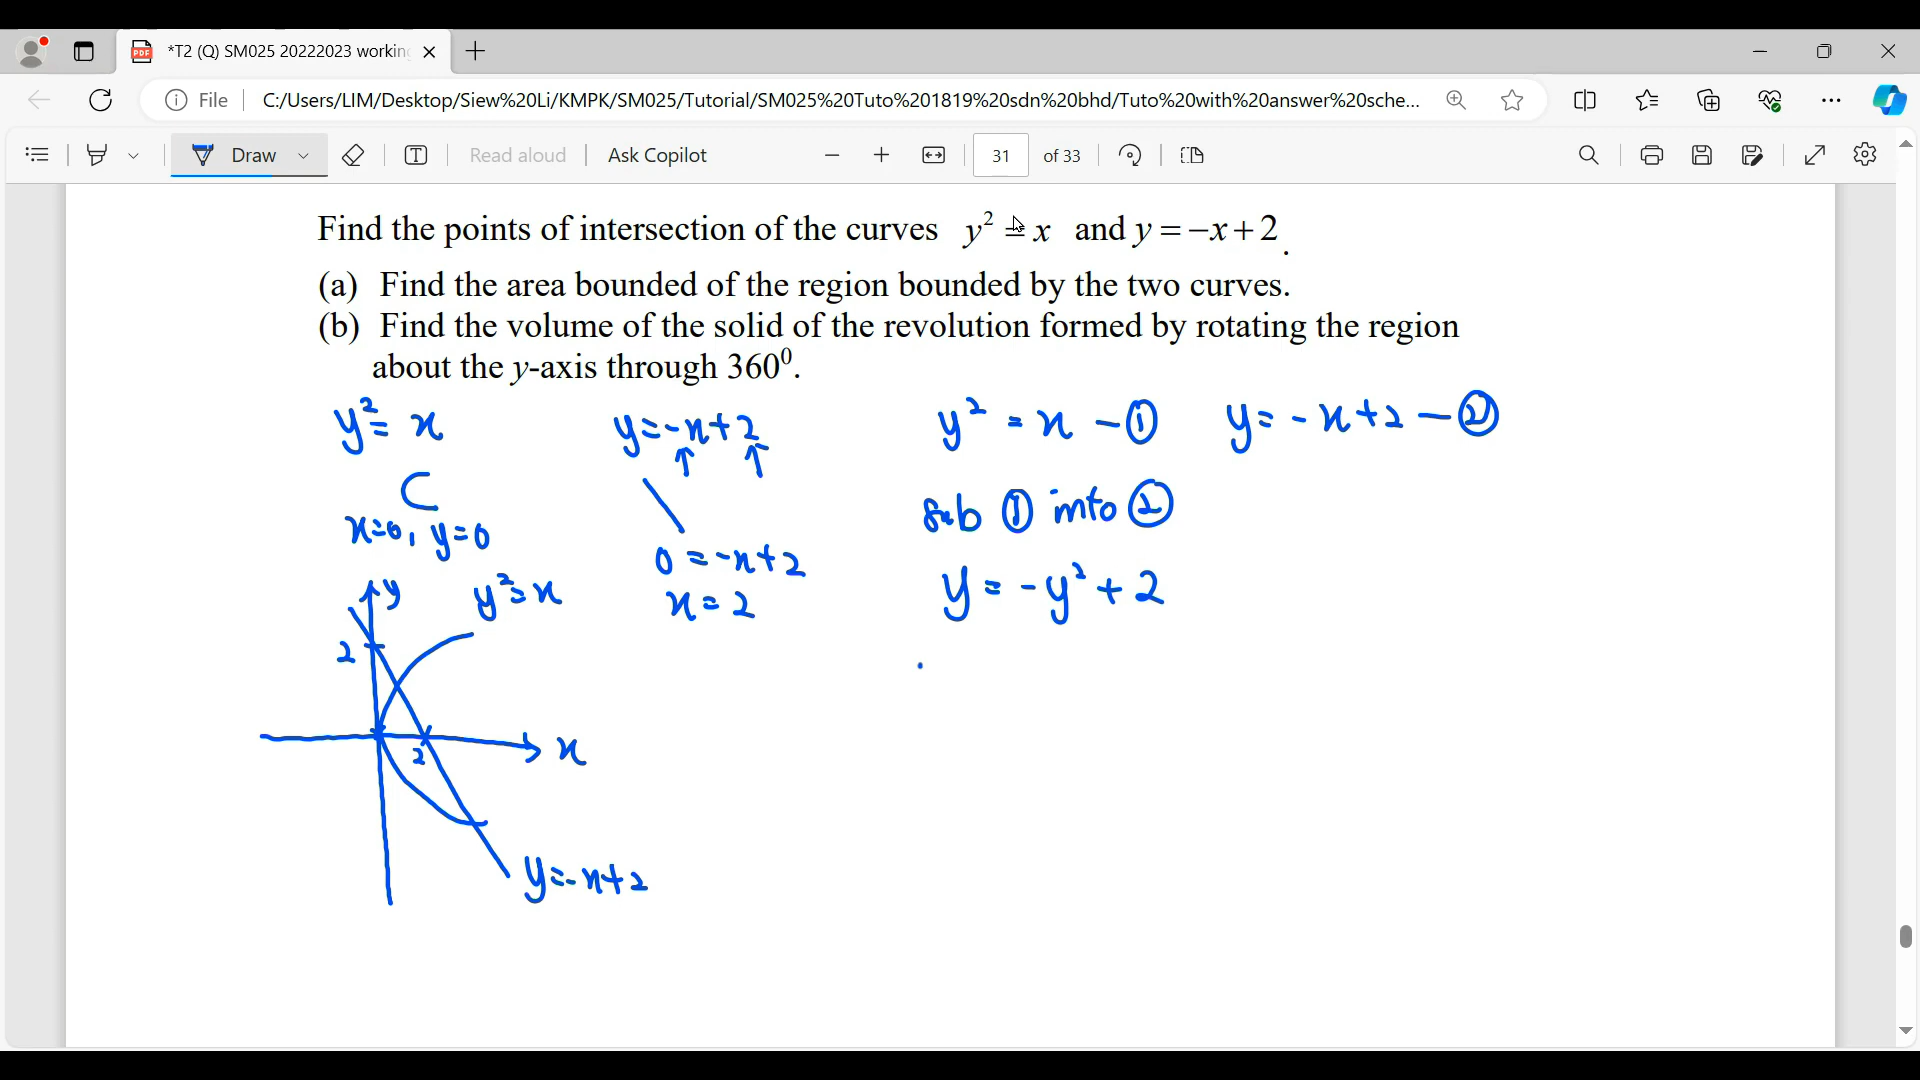 *T2 (Q) SM025 20222023 workin
File
C:/Users/LIM/Desktop/Siew%20Li/KMPK/SM025/Tutorial/SM025%20Tuto%201819%20sdn%20bhd/Tuto%20with%20answer%20sche...
Draw
Read aloud
Ask Copilot
31 of 33
Find the points of intersection of the curves y² = x and y = −x + 2 .
(a) Find the area bounded of the region bounded by the two curves.
(b) Find the volume of the solid of the revolution formed by rotating the region
about the y-axis through 360⁰.
y² = x
x=0, y=0
y = -x+2
0 = -x+2
x = 2
y² = x - ①
y = -x+2 - ②
sub ① into ②
y = -y² + 2
y
y² = x
2
2
x
y = -x+2